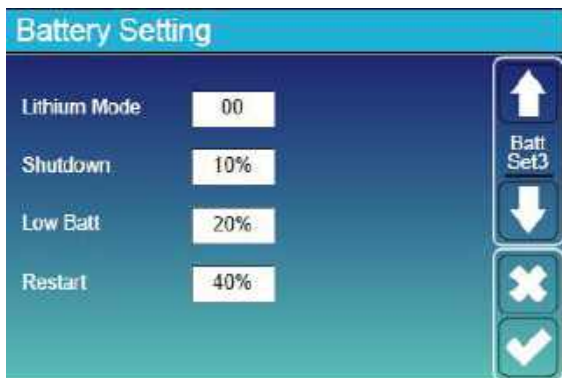 Battery Setting
Lithium Mode 00
Shutdown 10%
Low Batt 20%
Restart 40%
Batt
Set3